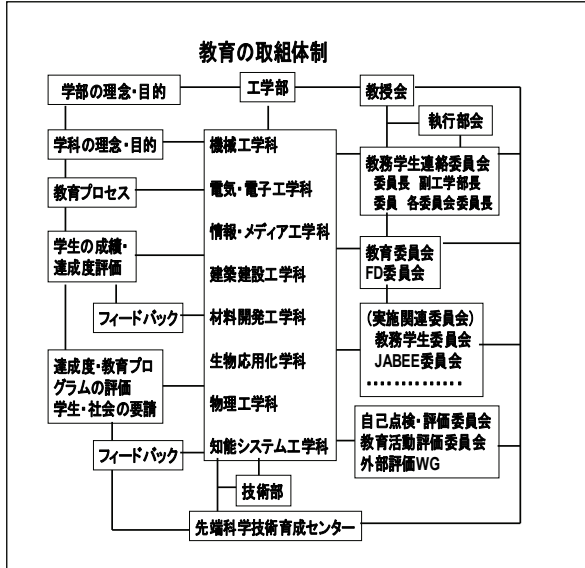 教育の取組体制
学部の理念・目的
工学部
教授会
執行部会
学科の理念・目的
教育プロセス
学生の成績・
達成度評価
フィードバック
達成度・教育プロ
グラムの評価
学生・社会の要請
フィードバック
機械工学科
電気・電子工学科
情報・メディア工学科
建築建設工学科
材料開発工学科
生物応用化学科
物理工学科
知能システム工学科
技術部
先端科学技術育成センター
教務学生連絡委員会
委員長 副工学部長
委員 各委員会委員長
教育委員会
FD委員会
(実施関連委員会)
教務学生委員会
JABEE委員会
・・・・・・・・・・・・・・・
自己点検・評価委員会
教育活動評価委員会
外部評価WG